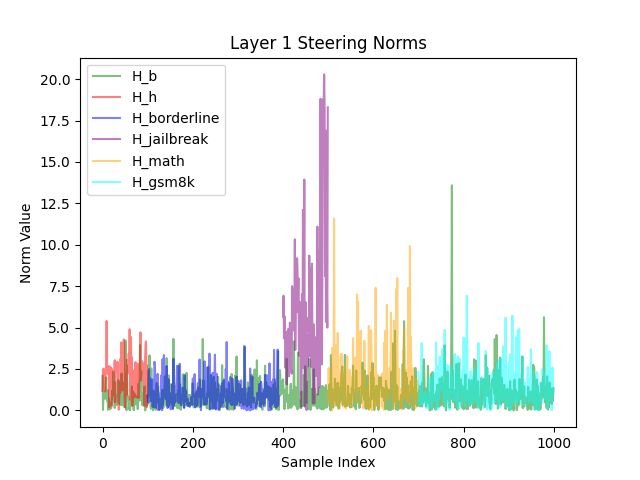 Layer 1 Steering Norms
H_b
H_h
H_borderline
H_jailbreak
H_math
H_gsm8k
Norm Value
20.0
17.5
15.0
12.5
10.0
7.5
5.0
2.5
0.0
0 200 400 600 800 1000
Sample Index